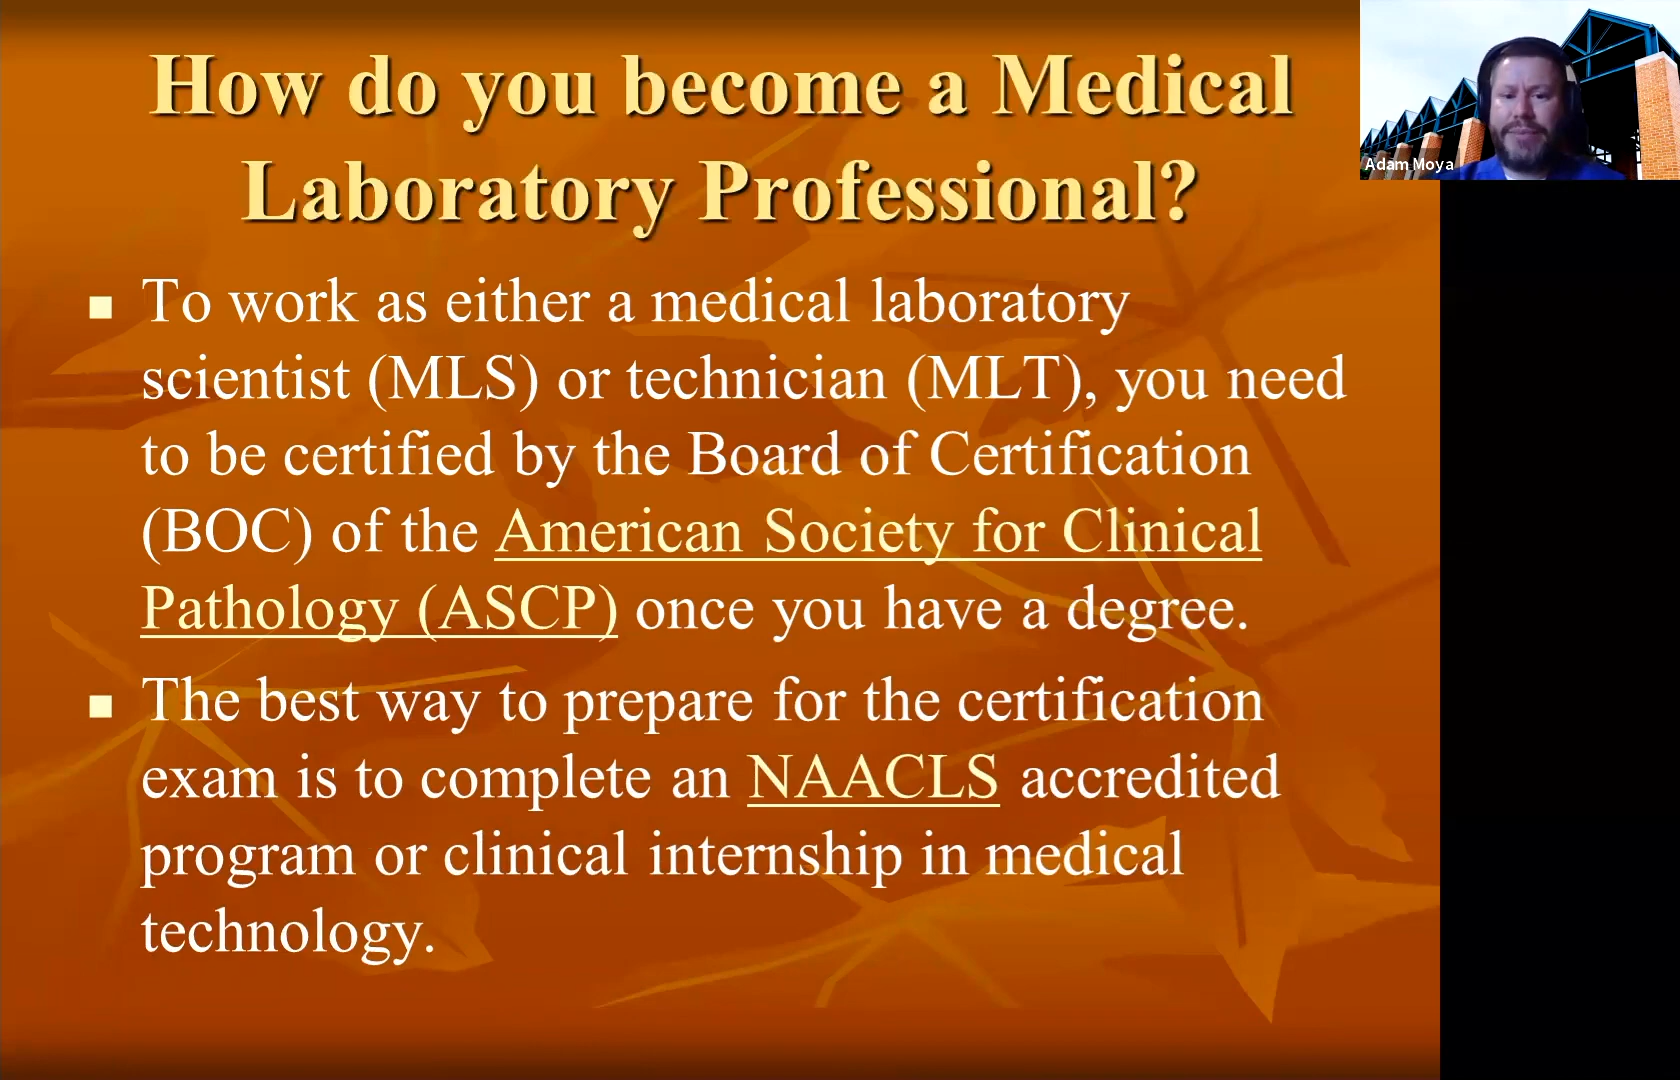 How do you become a Medical
Laboratory Professional?
To work as either a medical laboratory
scientist (MLS) or technician (MLT), you need
to be certified by the Board of Certification
(BOC) of the American Society for Clinical
Pathology (ASCP) once you have a degree.
The best way to prepare for the certification
exam is to complete an NAACLS accredited
program or clinical internship in medical
technology.
Adam Moya